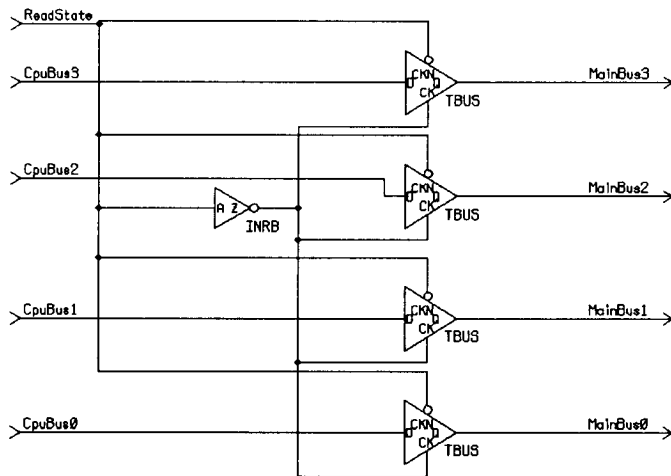 ReadState
CpuBus3
CKN
D Q
CK
TBUS
MainBus3
CpuBus2
CKN
D Q
CK
TBUS
MainBus2
A Z
INRB
CpuBus1
CKN
D Q
CK
TBUS
MainBus1
CpuBus0
CKN
D Q
CK
TBUS
MainBus0